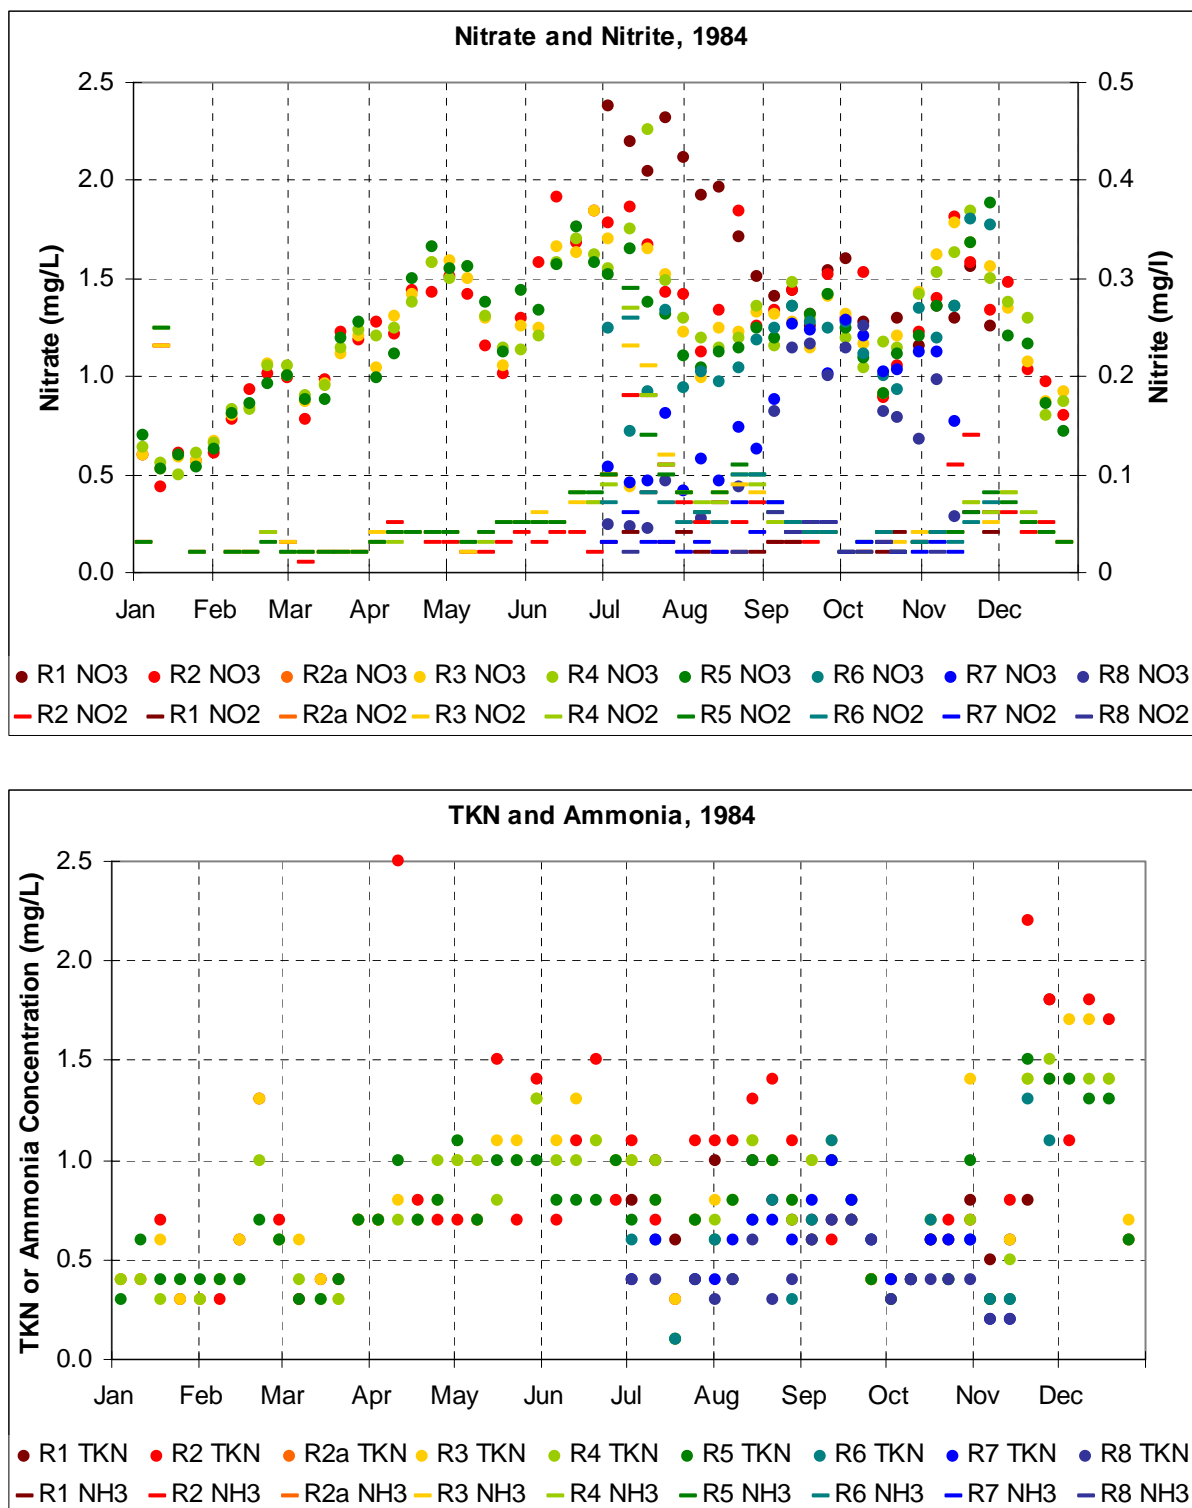 Nitrate and Nitrite, 1984
2.5
2.0
1.5
1.0
0.5
0.0
Nitrate (mg/L)
0.5
0.4
0.3
0.2
0.1
0
Nitrite (mg/l)
Jan Feb Mar Apr May Jun Jul Aug Sep Oct Nov Dec
R1 NO3 R2 NO3 R2a NO3 R3 NO3 R4 NO3 R5 NO3 R6 NO3 R7 NO3 R8 NO3
R2 NO2 R1 NO2 R2a NO2 R3 NO2 R4 NO2 R5 NO2 R6 NO2 R7 NO2 R8 NO2
TKN and Ammonia, 1984
2.5
2.0
1.5
1.0
0.5
0.0
TKN or Ammonia Concentration (mg/L)
Jan Feb Mar Apr May Jun Jul Aug Sep Oct Nov Dec
R1 TKN R2 TKN R2a TKN R3 TKN R4 TKN R5 TKN R6 TKN R7 TKN R8 TKN
R1 NH3 R2 NH3 R2a NH3 R3 NH3 R4 NH3 R5 NH3 R6 NH3 R7 NH3 R8 NH3